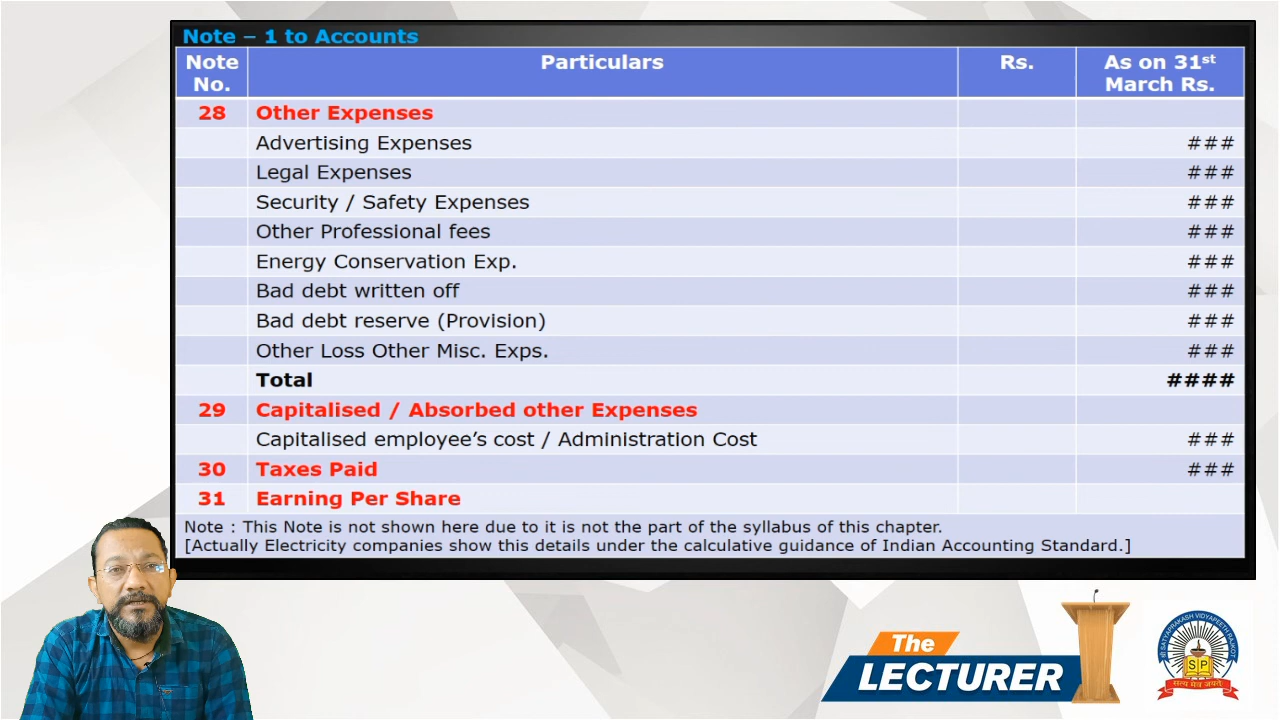 Note – 1 to Accounts
Note No. Particulars Rs. As on 31st March Rs.
28 Other Expenses
Advertising Expenses ###
Legal Expenses ###
Security / Safety Expenses ###
Other Professional fees ###
Energy Conservation Exp. ###
Bad debt written off ###
Bad debt reserve (Provision) ###
Other Loss Other Misc. Exps. ###
Total ####
29 Capitalised / Absorbed other Expenses
Capitalised employee’s cost / Administration Cost ###
30 Taxes Paid ###
31 Earning Per Share
Note : This Note is not shown here due to it is not the part of the syllabus of this chapter.
[Actually Electricity companies show this details under the calculative guidance of Indian Accounting Standard.]
The
LECTURER
SATYAPRAKASH VIDYAPEETH RAJKOT
SP
सत्य मेव जयते